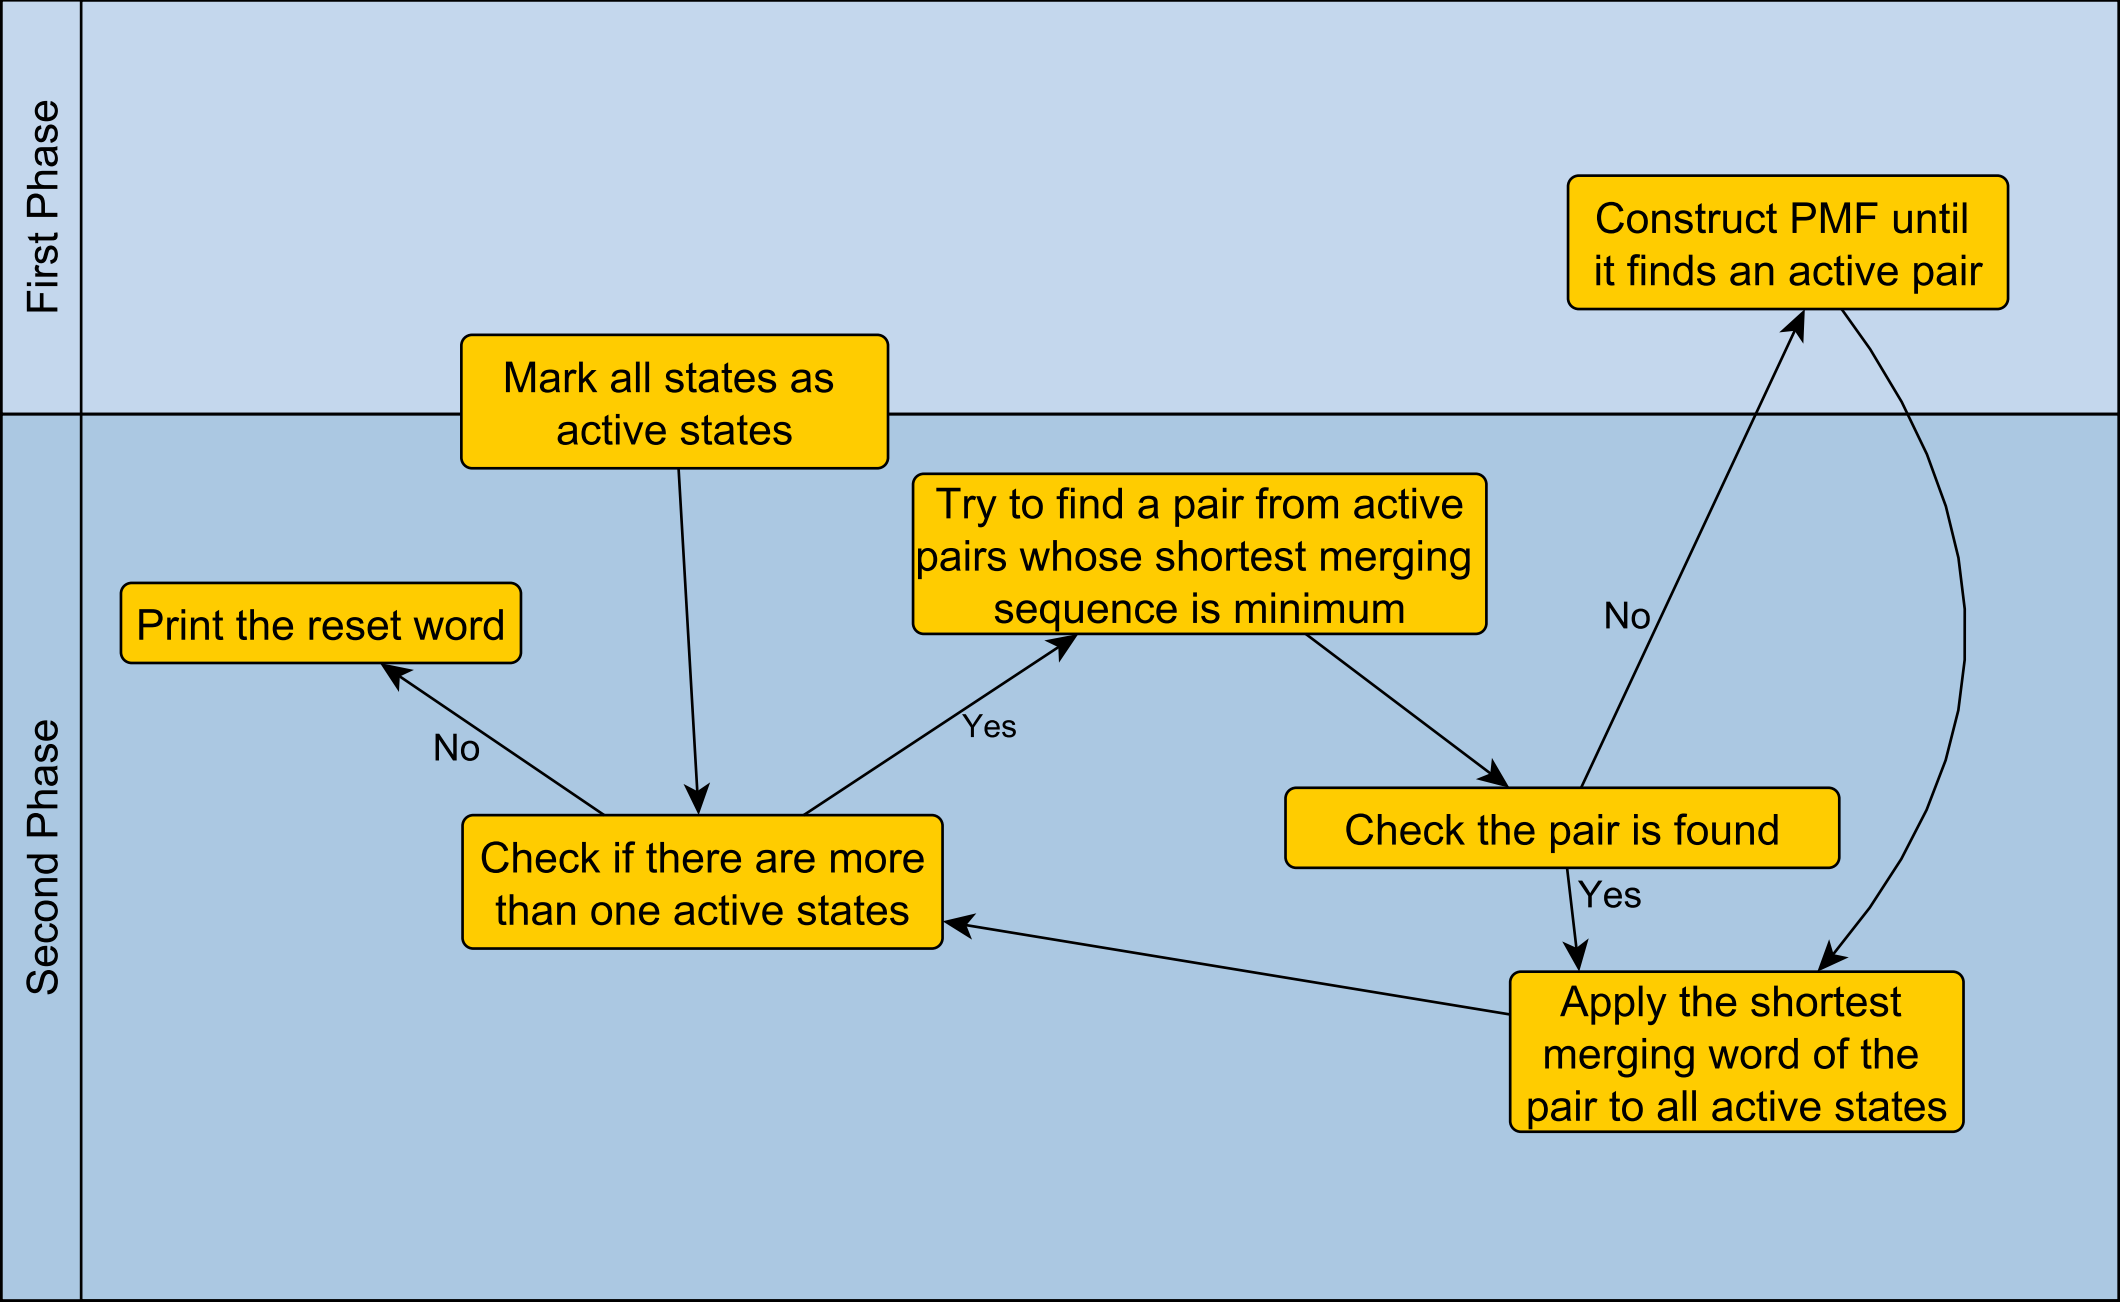 First Phase
Construct PMF until
it finds an active pair
Mark all states as
active states
Second Phase
Try to find a pair from active
pairs whose shortest merging
sequence is minimum
Print the reset word
No
Yes
No
Check the pair is found
Check if there are more
than one active states
Yes
Apply the shortest
merging word of the
pair to all active states